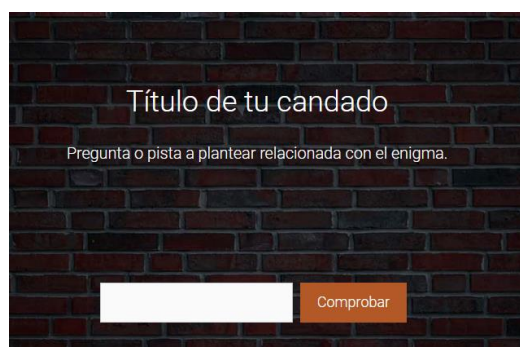 Título de tu candado
Pregunta o pista a plantear relacionada con el enigma.
Comprobar